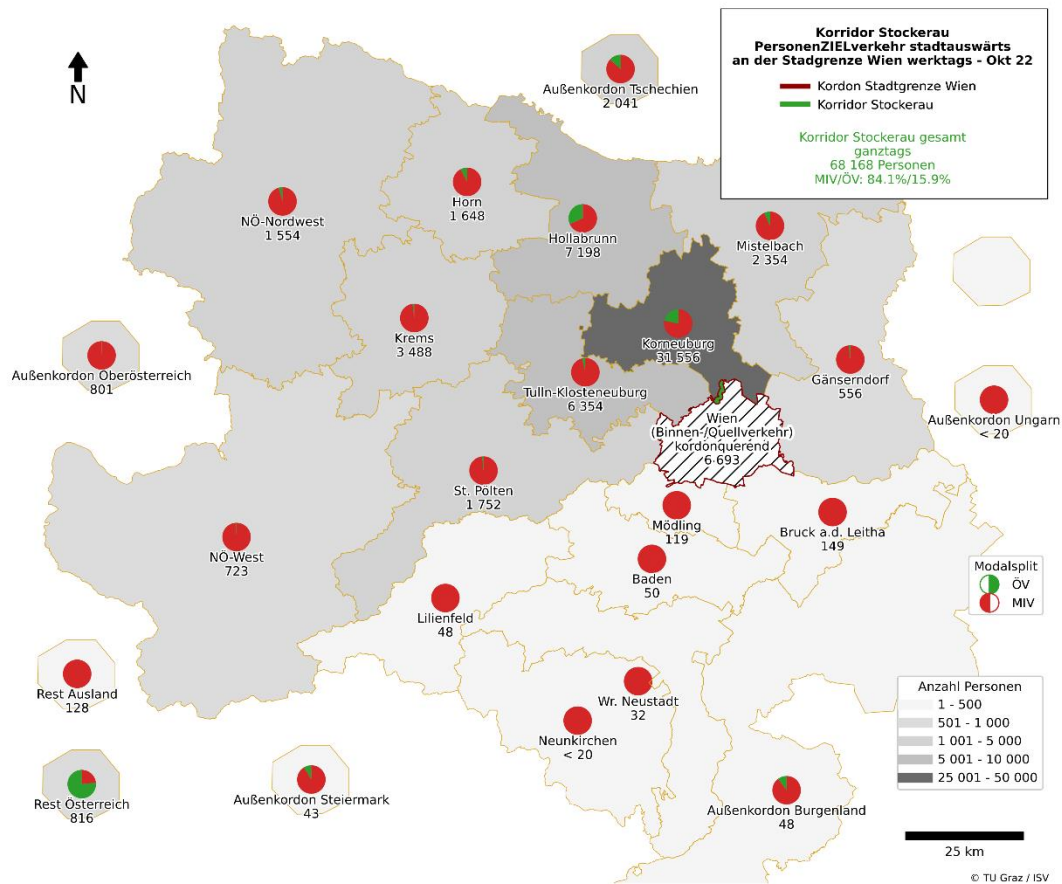 Korridor Stockerau
PersonenZIELverkehr stadtauswärts
an der Stadgrenze Wien werktags - Okt 22
Kordon Stadtgrenze Wien
Korridor Stockerau
Korridor Stockerau gesamt
ganztags
68 168 Personen
MIV/ÖV: 84.1%/15.9%
N
Außenkordon Tschechien
2 041
Horn
1 648
NÖ-Nordwest
1 554
Hollabrunn
7 198
Mistelbach
2 354
Krems
3 488
Korneuburg
31 556
Außenkordon Oberösterreich
801
Tulln-Klosteneuburg
6 354
Gänserndorf
556
Außenkordon Ungarn
< 20
Wien
(Binnen-/Quellverkehr)
kordonquerend
6 693
St. Pölten
1 752
Mödling
119
Bruck a.d. Leitha
149
NÖ-West
723
Baden
50
Modalsplit
ÖV
MIV
Lilienfeld
48
Rest Ausland
128
Wr. Neustadt
32
Neunkirchen
< 20
Anzahl Personen
1 - 500
501 - 1 000
1 001 - 5 000
5 001 - 10 000
25 001 - 50 000
Rest Österreich
816
Außenkordon Steiermark
43
Außenkordon Burgenland
48
25 km
© TU Graz / ISV